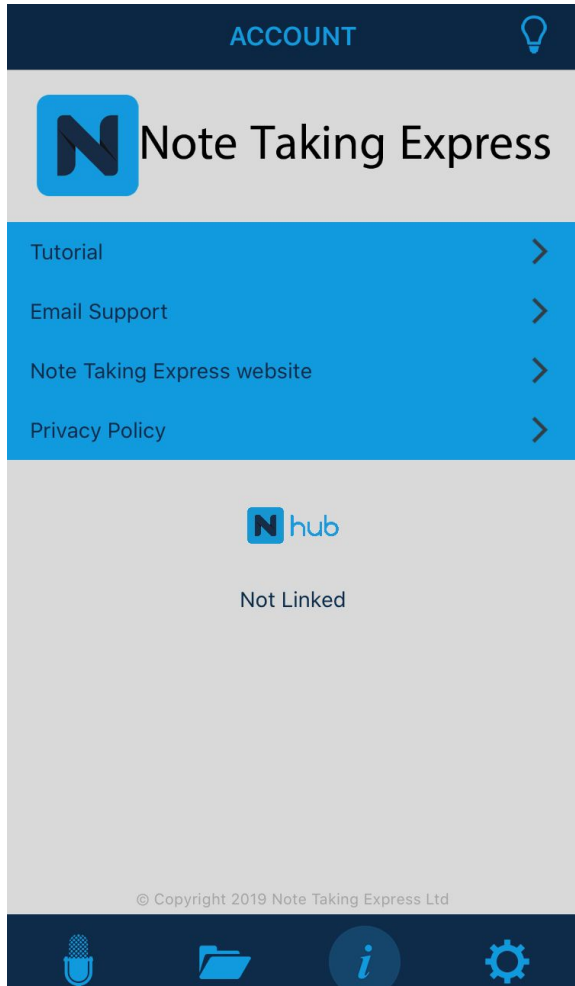 ACCOUNT
N Note Taking Express
Tutorial
Email Support
Note Taking Express website
Privacy Policy
N hub
Not Linked
© Copyright 2019 Note Taking Express Ltd
i